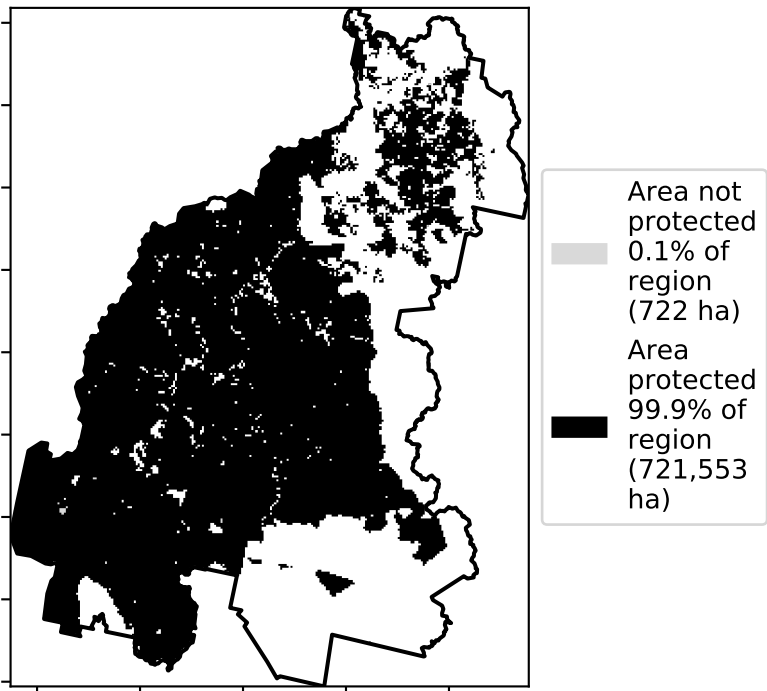 Area not
protected
0.1% of
region
(722 ha)
Area
protected
99.9% of
region
(721,553
ha)